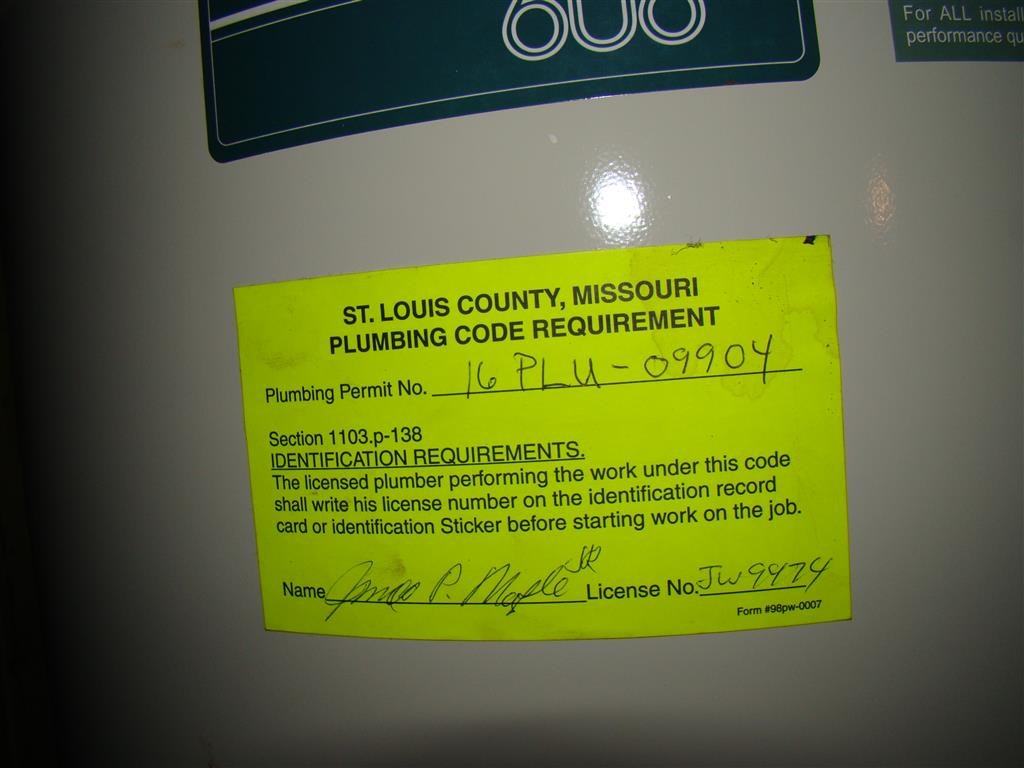 606
For ALL install
performance qu
ST. LOUIS COUNTY, MISSOURI
PLUMBING CODE REQUIREMENT
Plumbing Permit No. 16 PLU-09904
Section 1103.p-138
IDENTIFICATION REQUIREMENTS.
The licensed plumber performing the work under this code
shall write his license number on the identification record
card or identification Sticker before starting work on the job.
Name James P. License No. JW9474
Form #98pw-0007